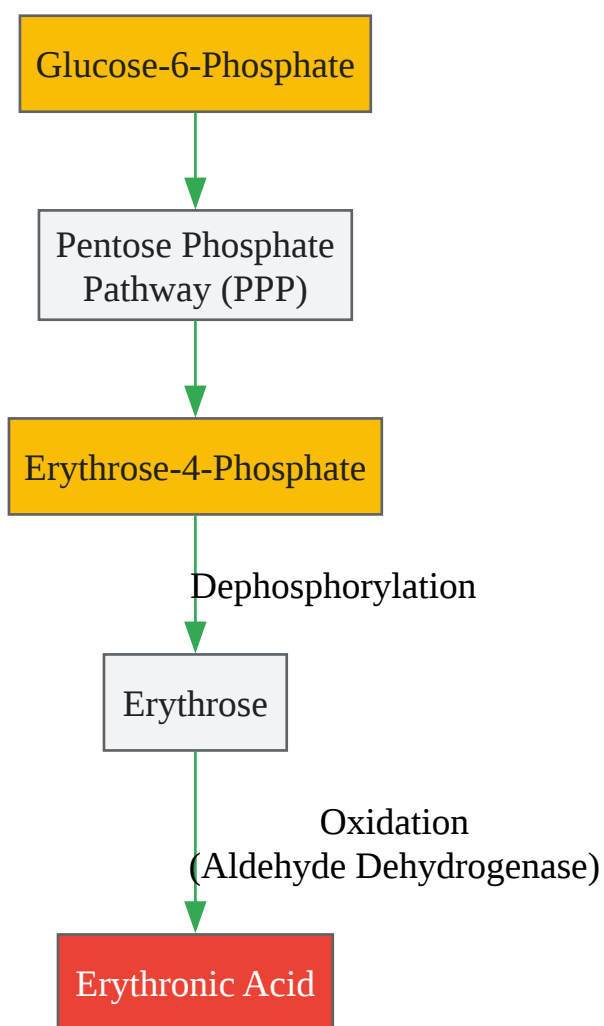 Glucose-6-Phosphate
Pentose Phosphate
Pathway (PPP)
Erythrose-4-Phosphate
Dephosphorylation
Erythrose
Oxidation
(Aldehyde Dehydrogenase)
Erythronic Acid